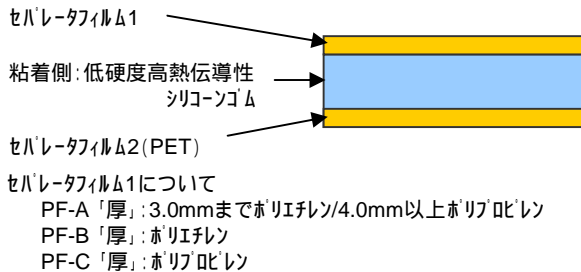 ｾﾊﾟﾚｰﾀﾌｨﾙﾑ1
粘着側:低硬度高熱伝導性
ｼﾘｺｰﾝｺﾞﾑ
ｾﾊﾟﾚｰﾀﾌｨﾙﾑ2(PET)
ｾﾊﾟﾚｰﾀﾌｨﾙﾑ1について
PF-A 「厚」:3.0mmまでﾎﾟﾘｴﾁﾚﾝ/4.0mm以上ﾎﾟﾘﾌﾟﾛﾋﾟﾚﾝ
PF-B 「厚」:ﾎﾟﾘｴﾁﾚﾝ
PF-C 「厚」:ﾎﾟﾘﾌﾟﾛﾋﾟﾚﾝ